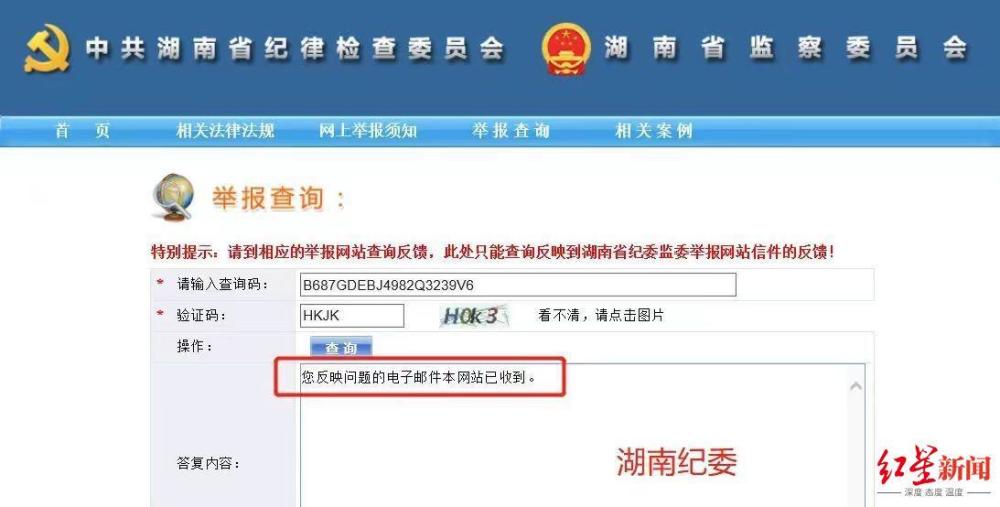 中共湖南省纪律检查委员会 湖南省监察委员会
首 页 相关法律法规 网上举报须知 举报查询 相关案例
举报查询：
特别提示：请到相应的举报网站查询反馈，此处只能查询反映到湖南省纪委监委举报网站信件的反馈！
* 请输入查询码： B687GDEBJ4982Q3239V6
* 验证码： HKJK H0k3 看不清，请点击图片
操作： 查询
您反映问题的电子邮件本网站已收到。
答复内容：
湖南纪委
红星新闻
深度 态度 温度